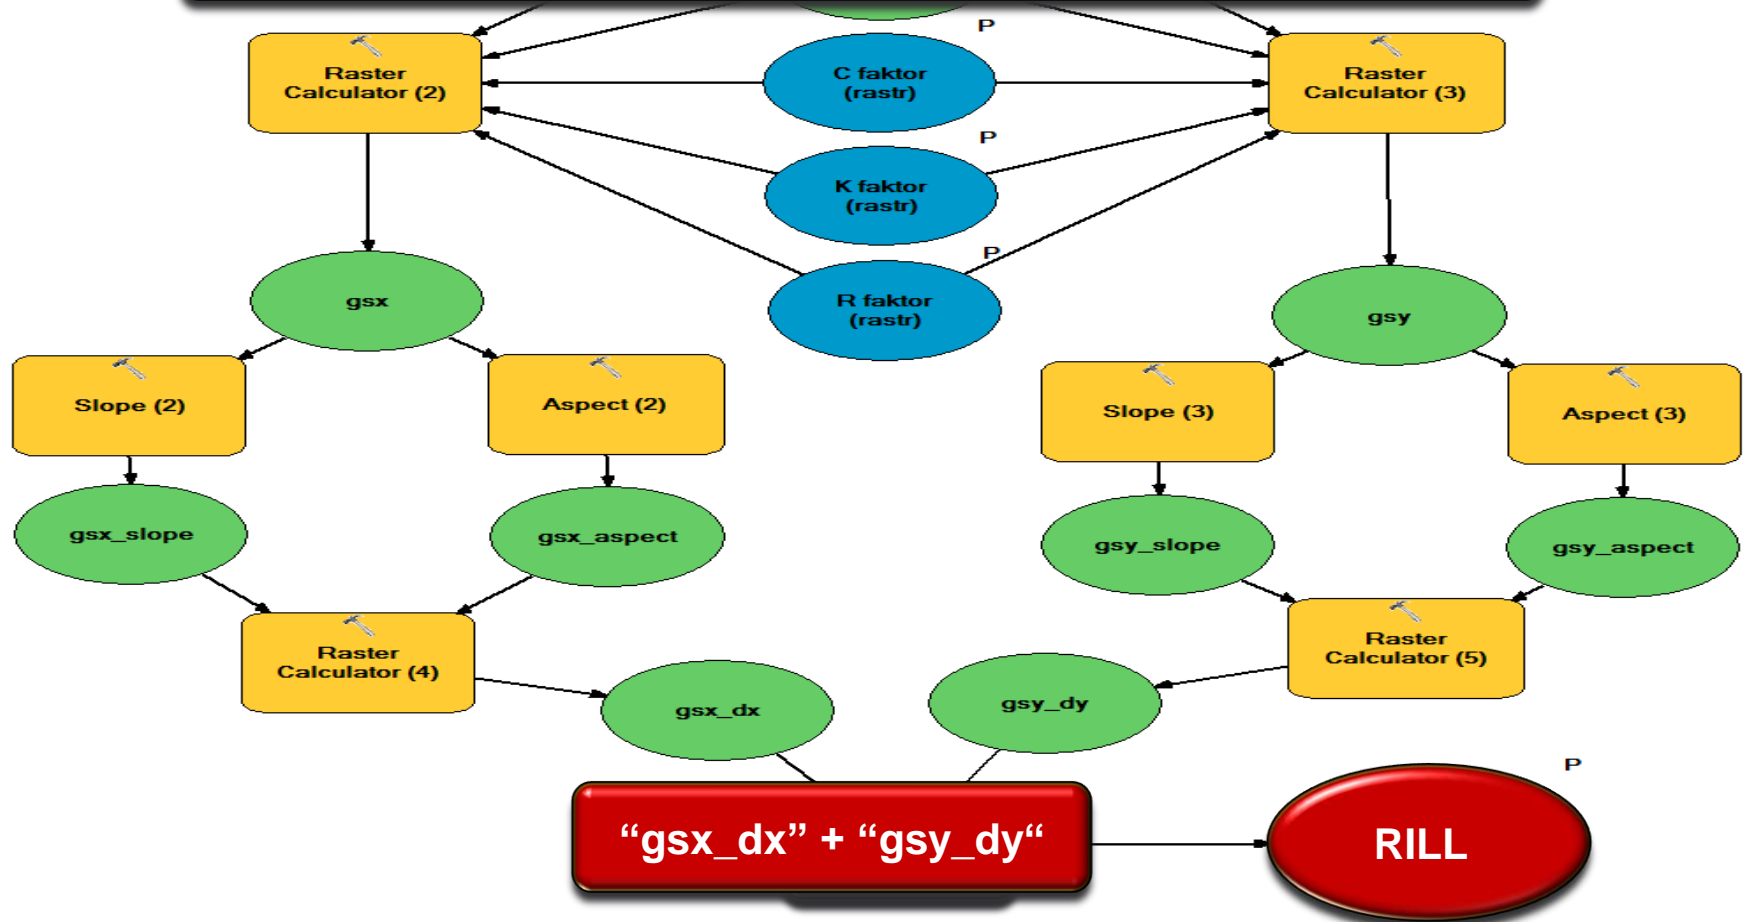 P
Raster
Calculator (2)
C faktor
(rastr)
Raster
Calculator (3)
P
K faktor
(rastr)
P
R faktor
(rastr)
gsx
gsy
Slope (2)
Aspect (2)
Slope (3)
Aspect (3)
gsx_slope
gsx_aspect
gsy_slope
gsy_aspect
Raster
Calculator (4)
Raster
Calculator (5)
gsx_dx
gsy_dy
P
“gsx_dx” + “gsy_dy“
RILL